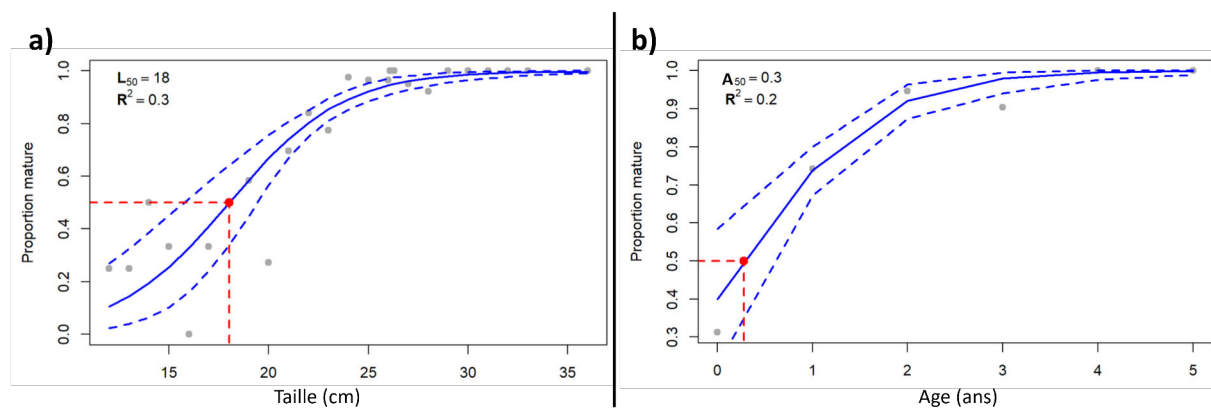 a)
L50 = 18
R2 = 0.3
Proportion mature
1.0
0.8
0.6
0.4
0.2
0.0
15
20
25
30
35
Taille (cm)
b)
A50 = 0.3
R2 = 0.2
Proportion mature
1.0
0.9
0.8
0.7
0.6
0.5
0.4
0.3
0
1
2
3
4
5
Age (ans)